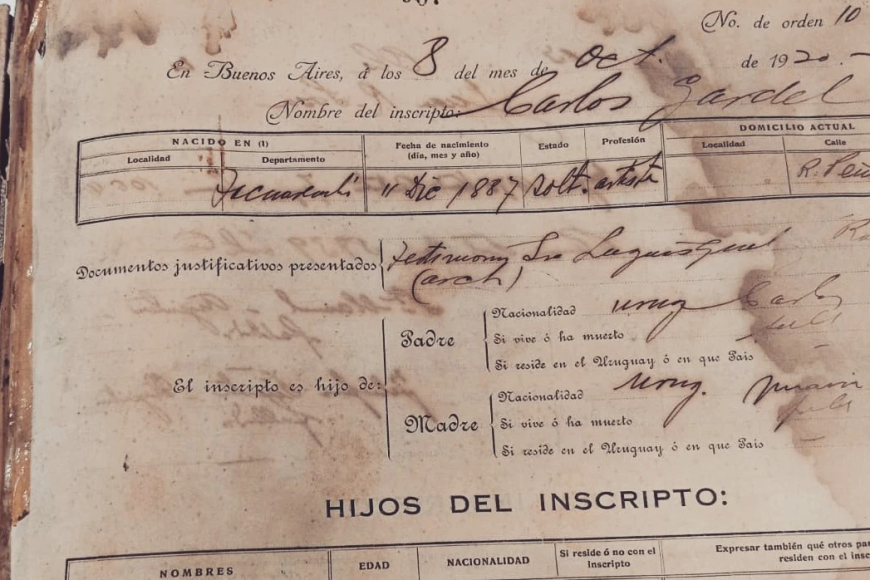 No. de orden 10
En Buenos Aires, á los 8 del mes de Oct. de 1920.-
Nombre del inscripto: Carlos Gardel
NACIDO EN (1)
DOMICILIO ACTUAL
Localidad Departamento Fecha de nacimiento (día, mes y año) Estado Profesión Localidad Calle
Tacuarembó 11 Dic 1887 solt. artista
Documentos justificativos presentados
(arch)
El inscripto es hijo de:
Padre
Nacionalidad urug Carlos
Si vive ó ha muerto
Si reside en el Uruguay ó en que País
Madre
Nacionalidad urug.
Si vive ó ha muerto
Si reside en el Uruguay ó en que País
HIJOS DEL INSCRIPTO:
NOMBRES EDAD NACIONALIDAD Si reside ó no con el inscripto Expresar también qué otros
residen con el